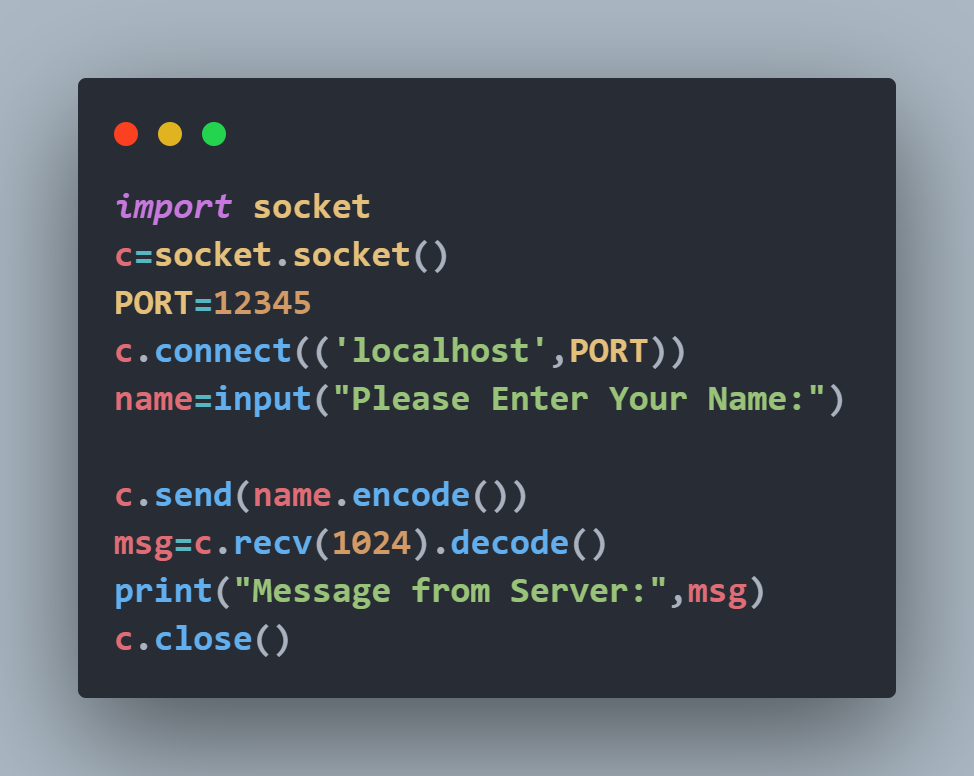 import socket
c=socket.socket()
PORT=12345
c.connect(('localhost',PORT))
name=input("Please Enter Your Name:")
c.send(name.encode())
msg=c.recv(1024).decode()
print("Message from Server:",msg)
c.close()